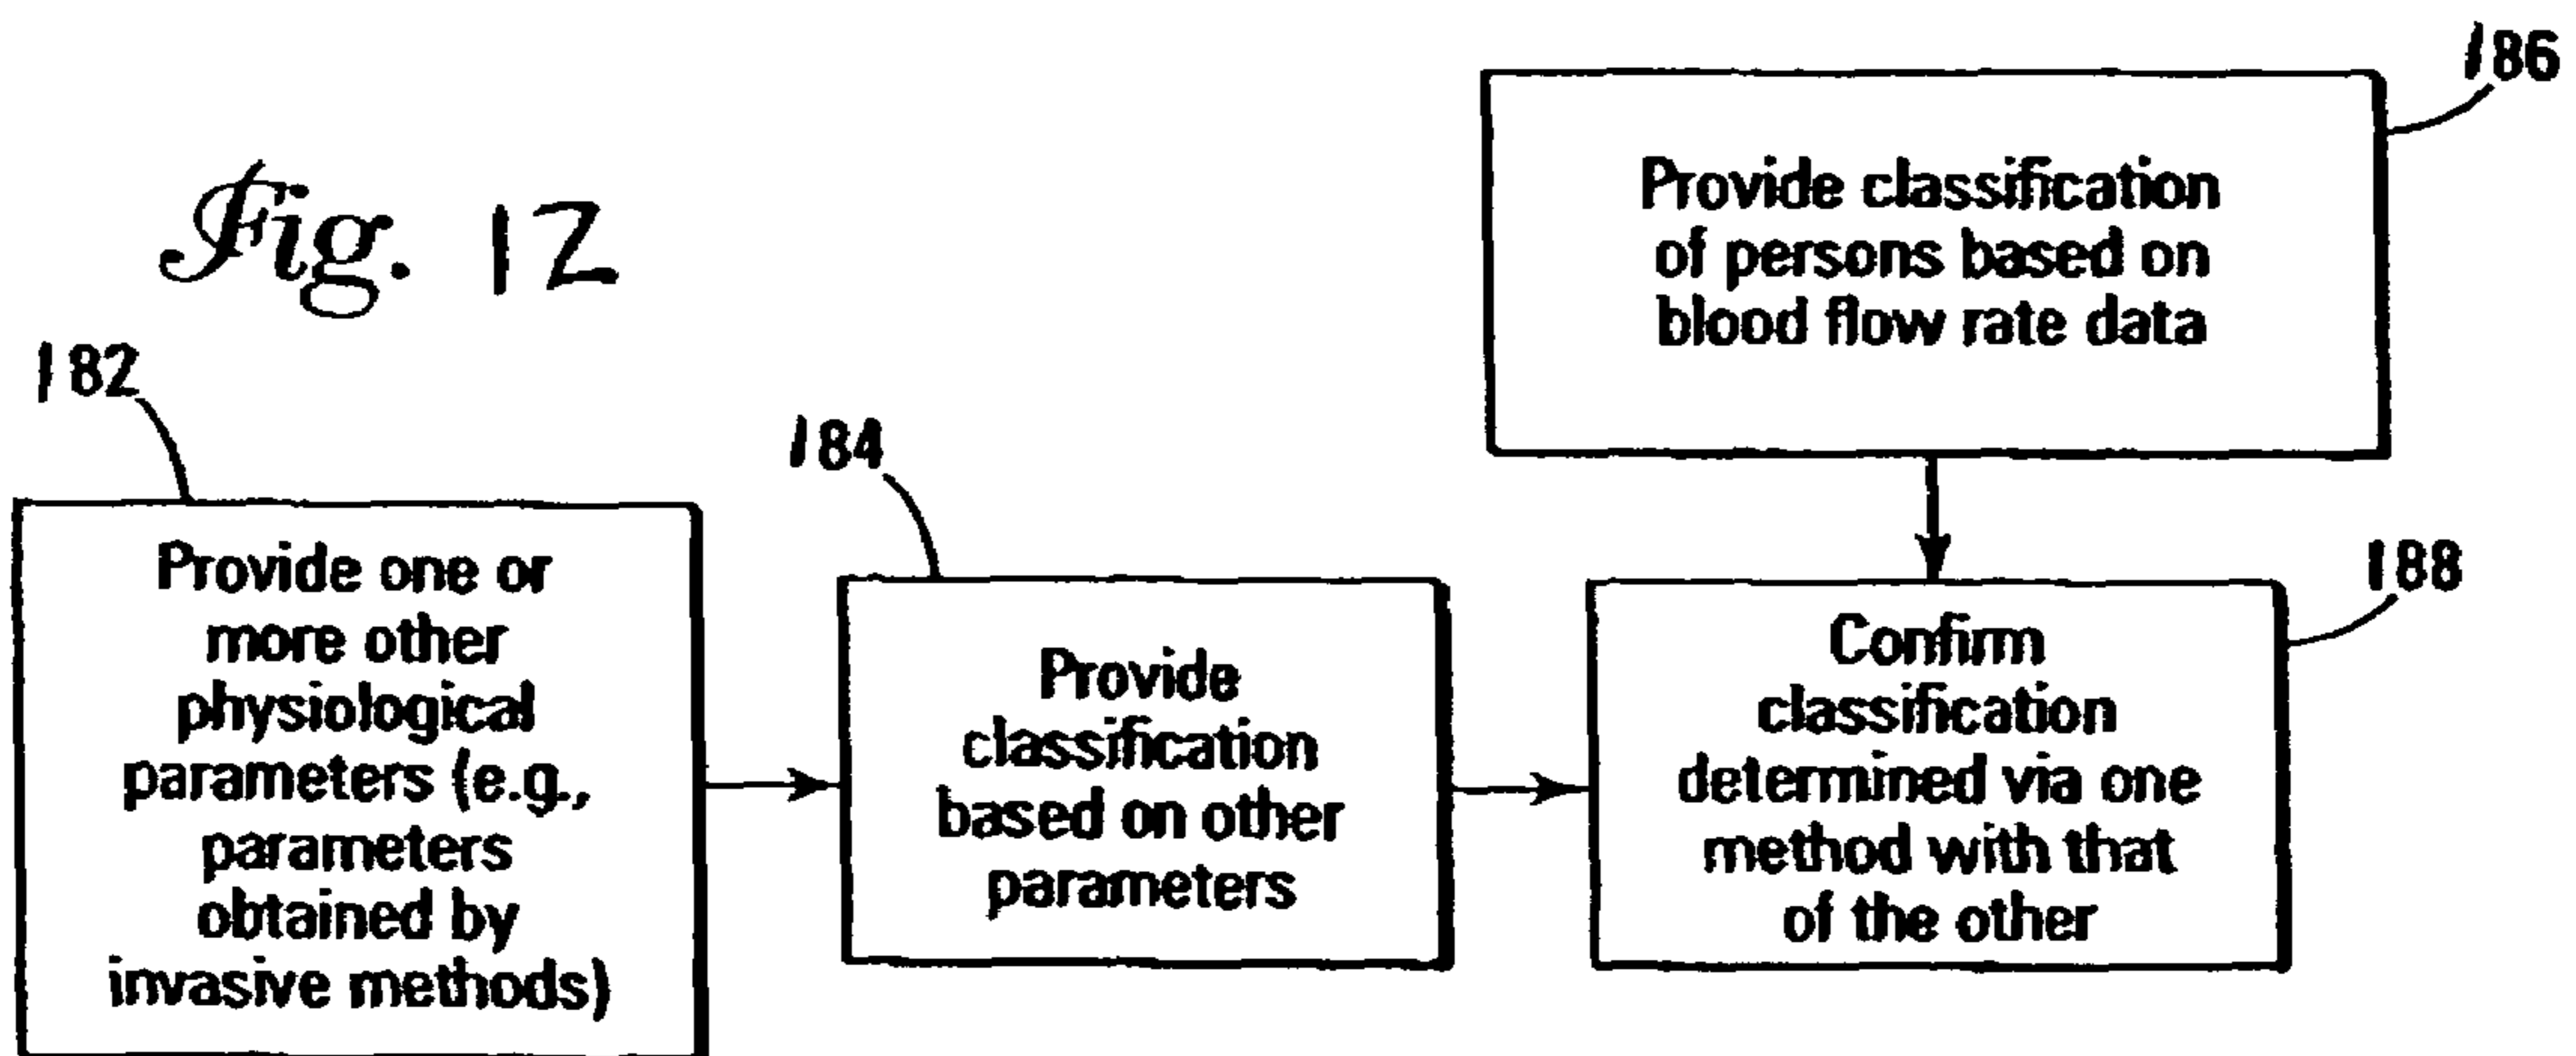 Fig. 12
186
Provide classification
of persons based on
blood flow rate data
182
Provide one or
more other
physiological
parameters (e.g.,
parameters
obtained by
invasive methods)
184
Provide
classification
based on other
parameters
188
Confirm
classification
determined via one
method with that
of the other